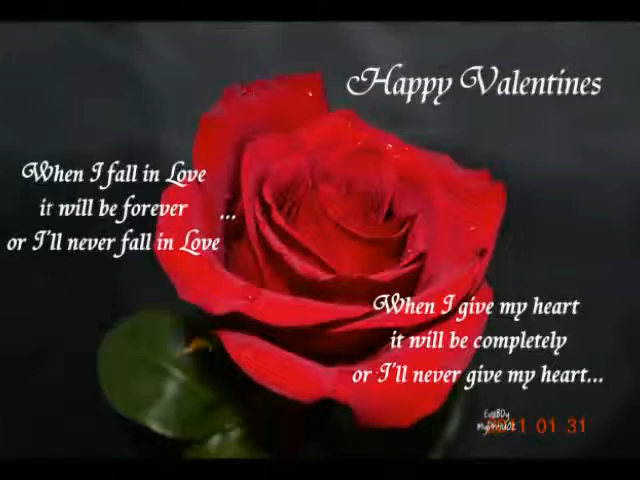 Happy Valentines
When I fall in Love
it will be forever ...
or I'll never fall in Love
When I give my heart
it will be completely
or I'll never give my heart...
2011 01 31